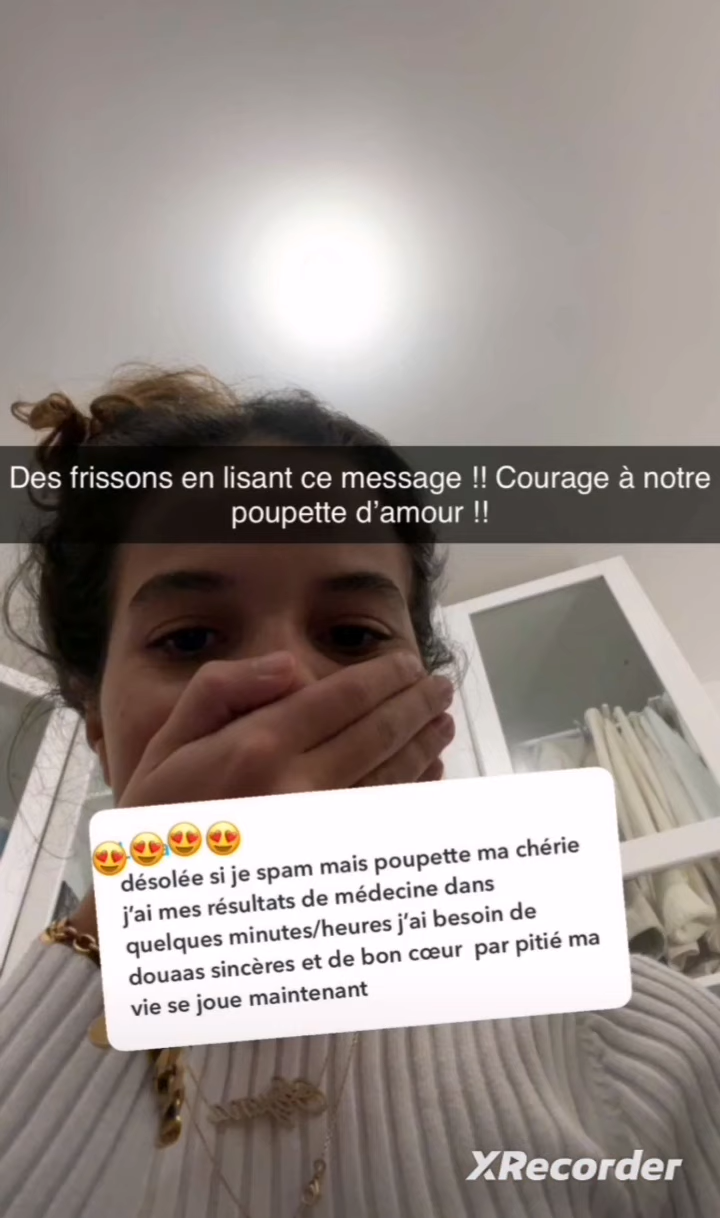 Des frissons en lisant ce message !! Courage à notre
poupette d’amour !!
😍😍😍😍
désolée si je spam mais poupette ma chérie
j’ai mes résultats de médecine dans
quelques minutes/heures j’ai besoin de
douaas sincères et de bon cœur  par pitié ma
vie se joue maintenant
XRecorder